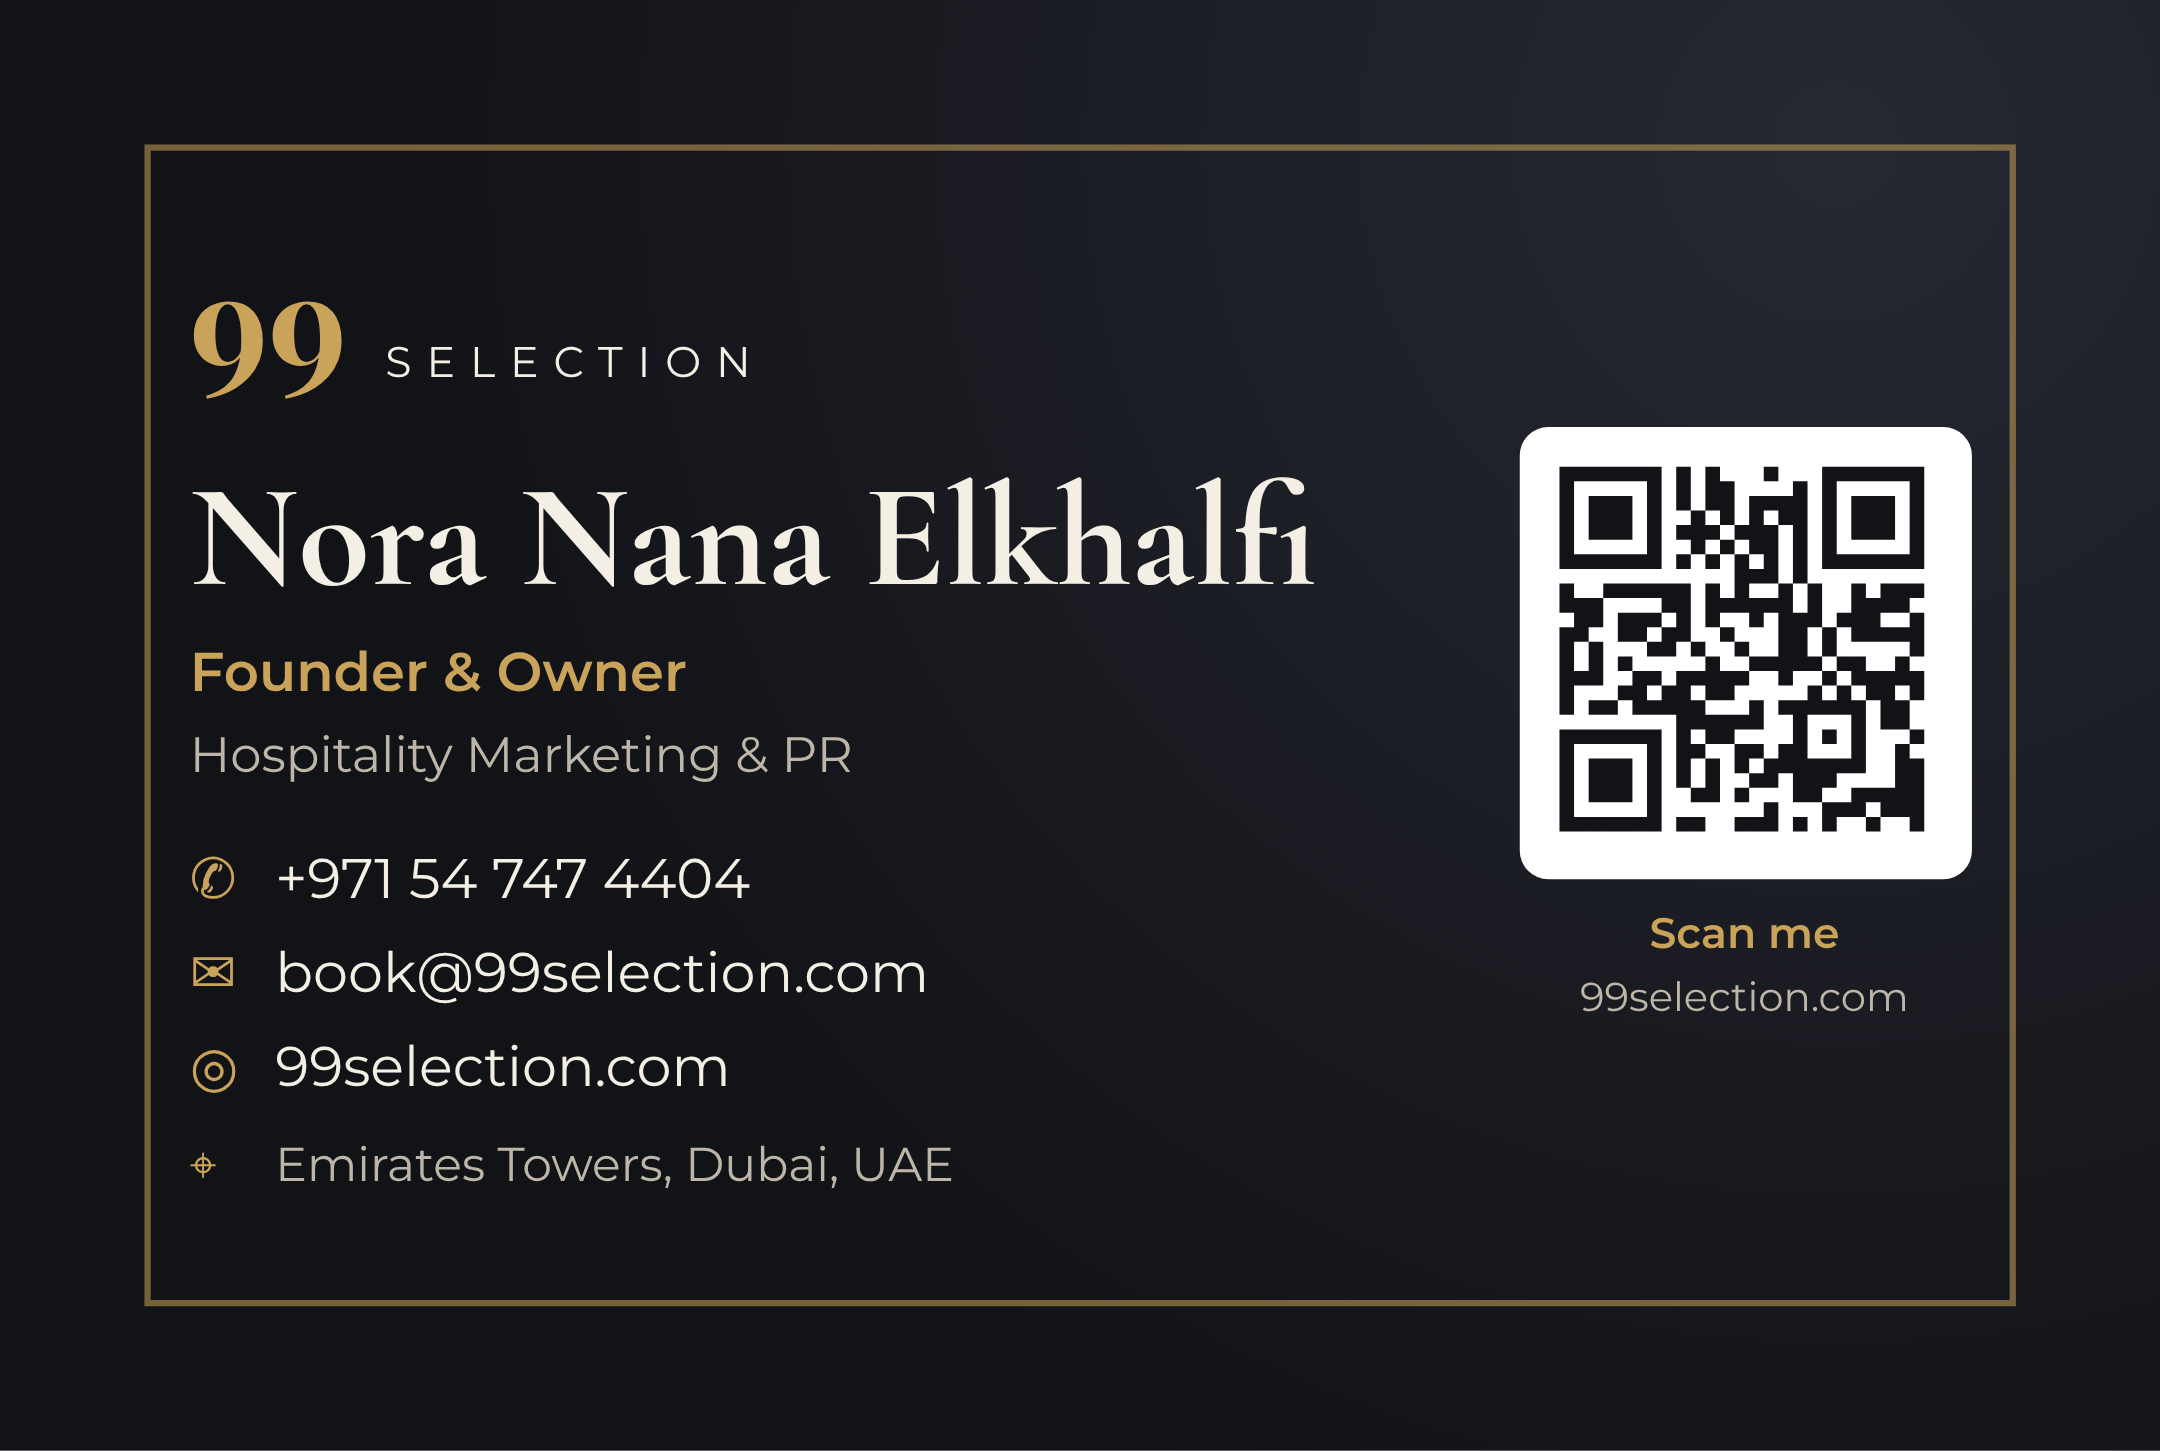 99 SELECTION
Nora Nana Elkhalfi
Founder & Owner
Hospitality Marketing & PR
✆ +971 54 747 4404
✉ book@99selection.com
◎ 99selection.com
⌖ Emirates Towers, Dubai, UAE
Scan me
99selection.com